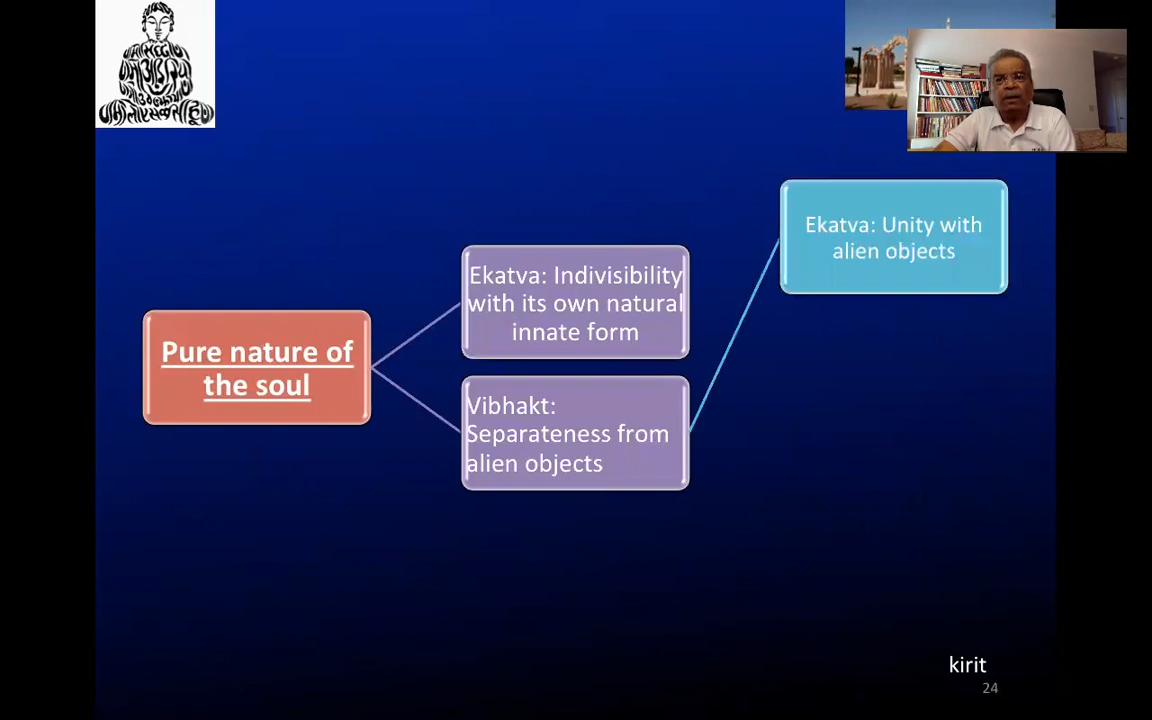 Pure nature of
the soul
Ekatva: Indivisibility
with its own natural
innate form
Vibhakt:
Separateness from
alien objects
Ekatva: Unity with
alien objects
kirit
24